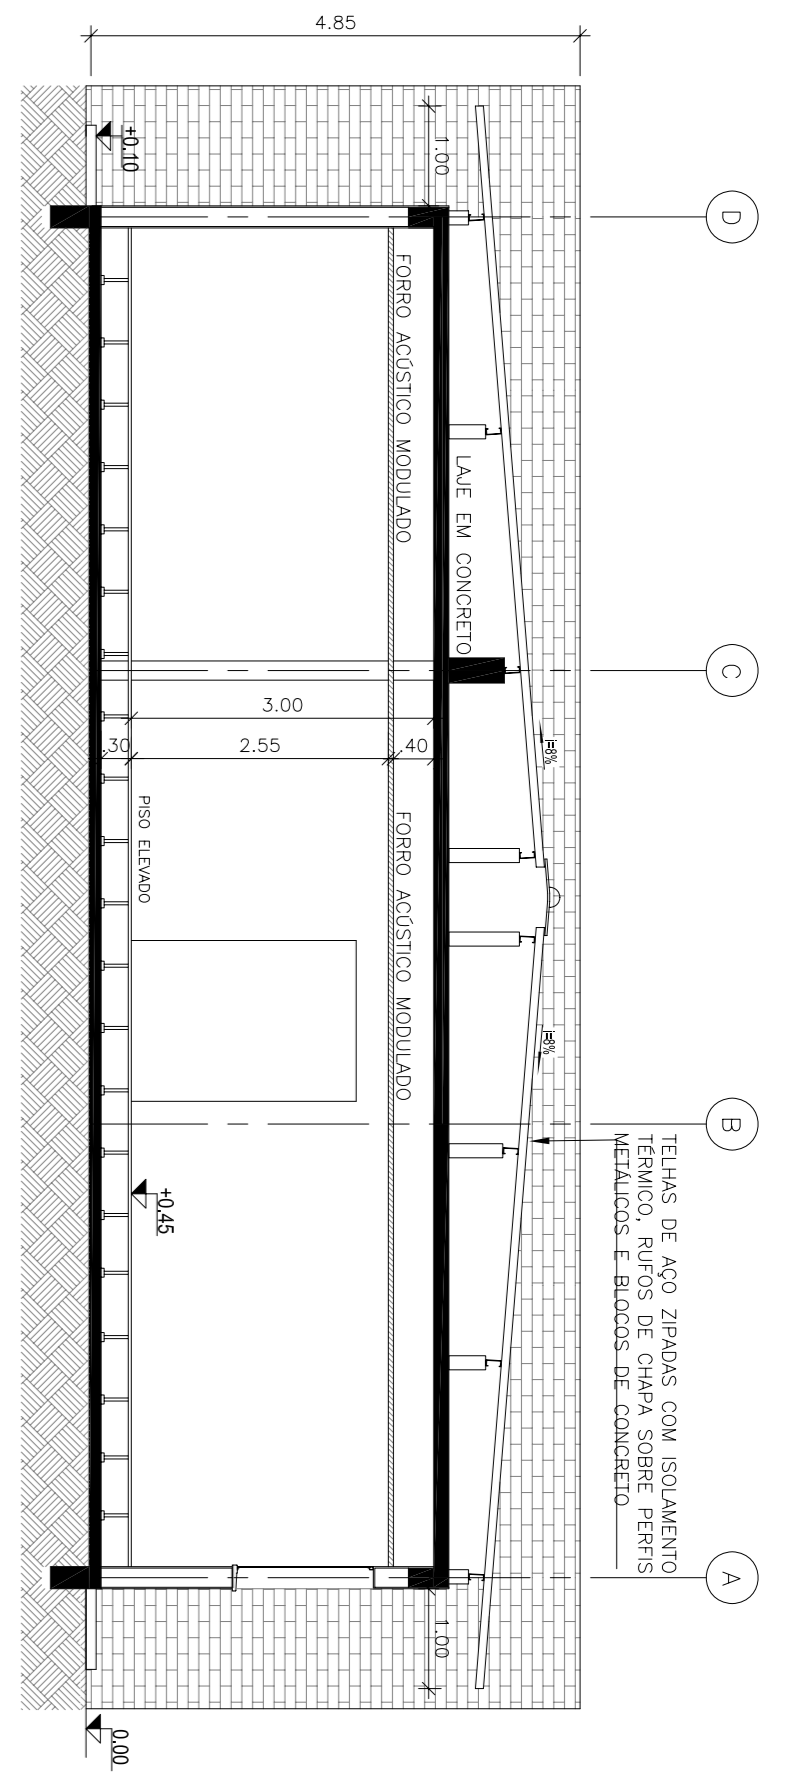 4.85
1.00
+0.10
D
FORRO ACÚSTICO MODULADO
LAJE EM CONCRETO
C
3.00
.30
2.55
.40
i=8%
PISO ELEVADO
FORRO ACÚSTICO MODULADO
i=8%
B
+0.45
TELHAS DE AÇO ZIPADAS COM ISOLAMENTO
TÉRMICO, RUFOS DE CHAPA SOBRE PERFIS
METÁLICOS E BLOCOS DE CONCRETO
A
1.00
0.00